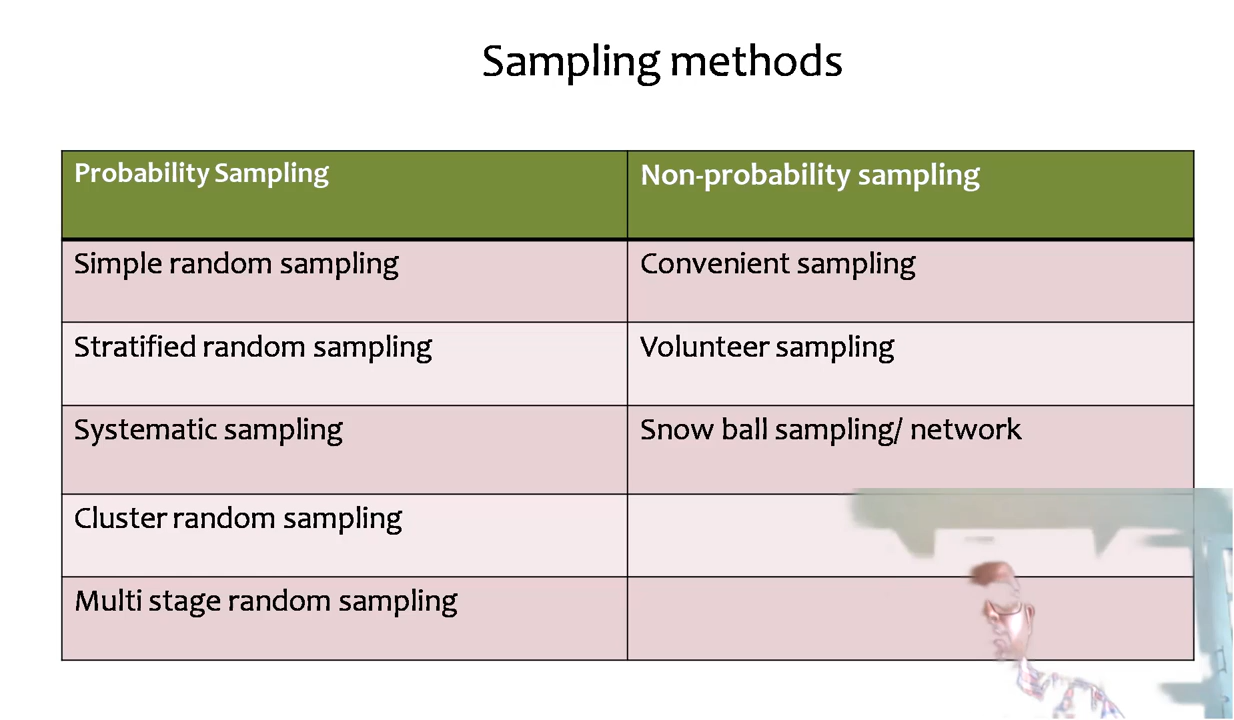 Sampling methods
Probability Sampling
Non-probability sampling
Simple random sampling
Convenient sampling
Stratified random sampling
Volunteer sampling
Systematic sampling
Snow ball sampling/ network
Cluster random sampling
Multi stage random sampling